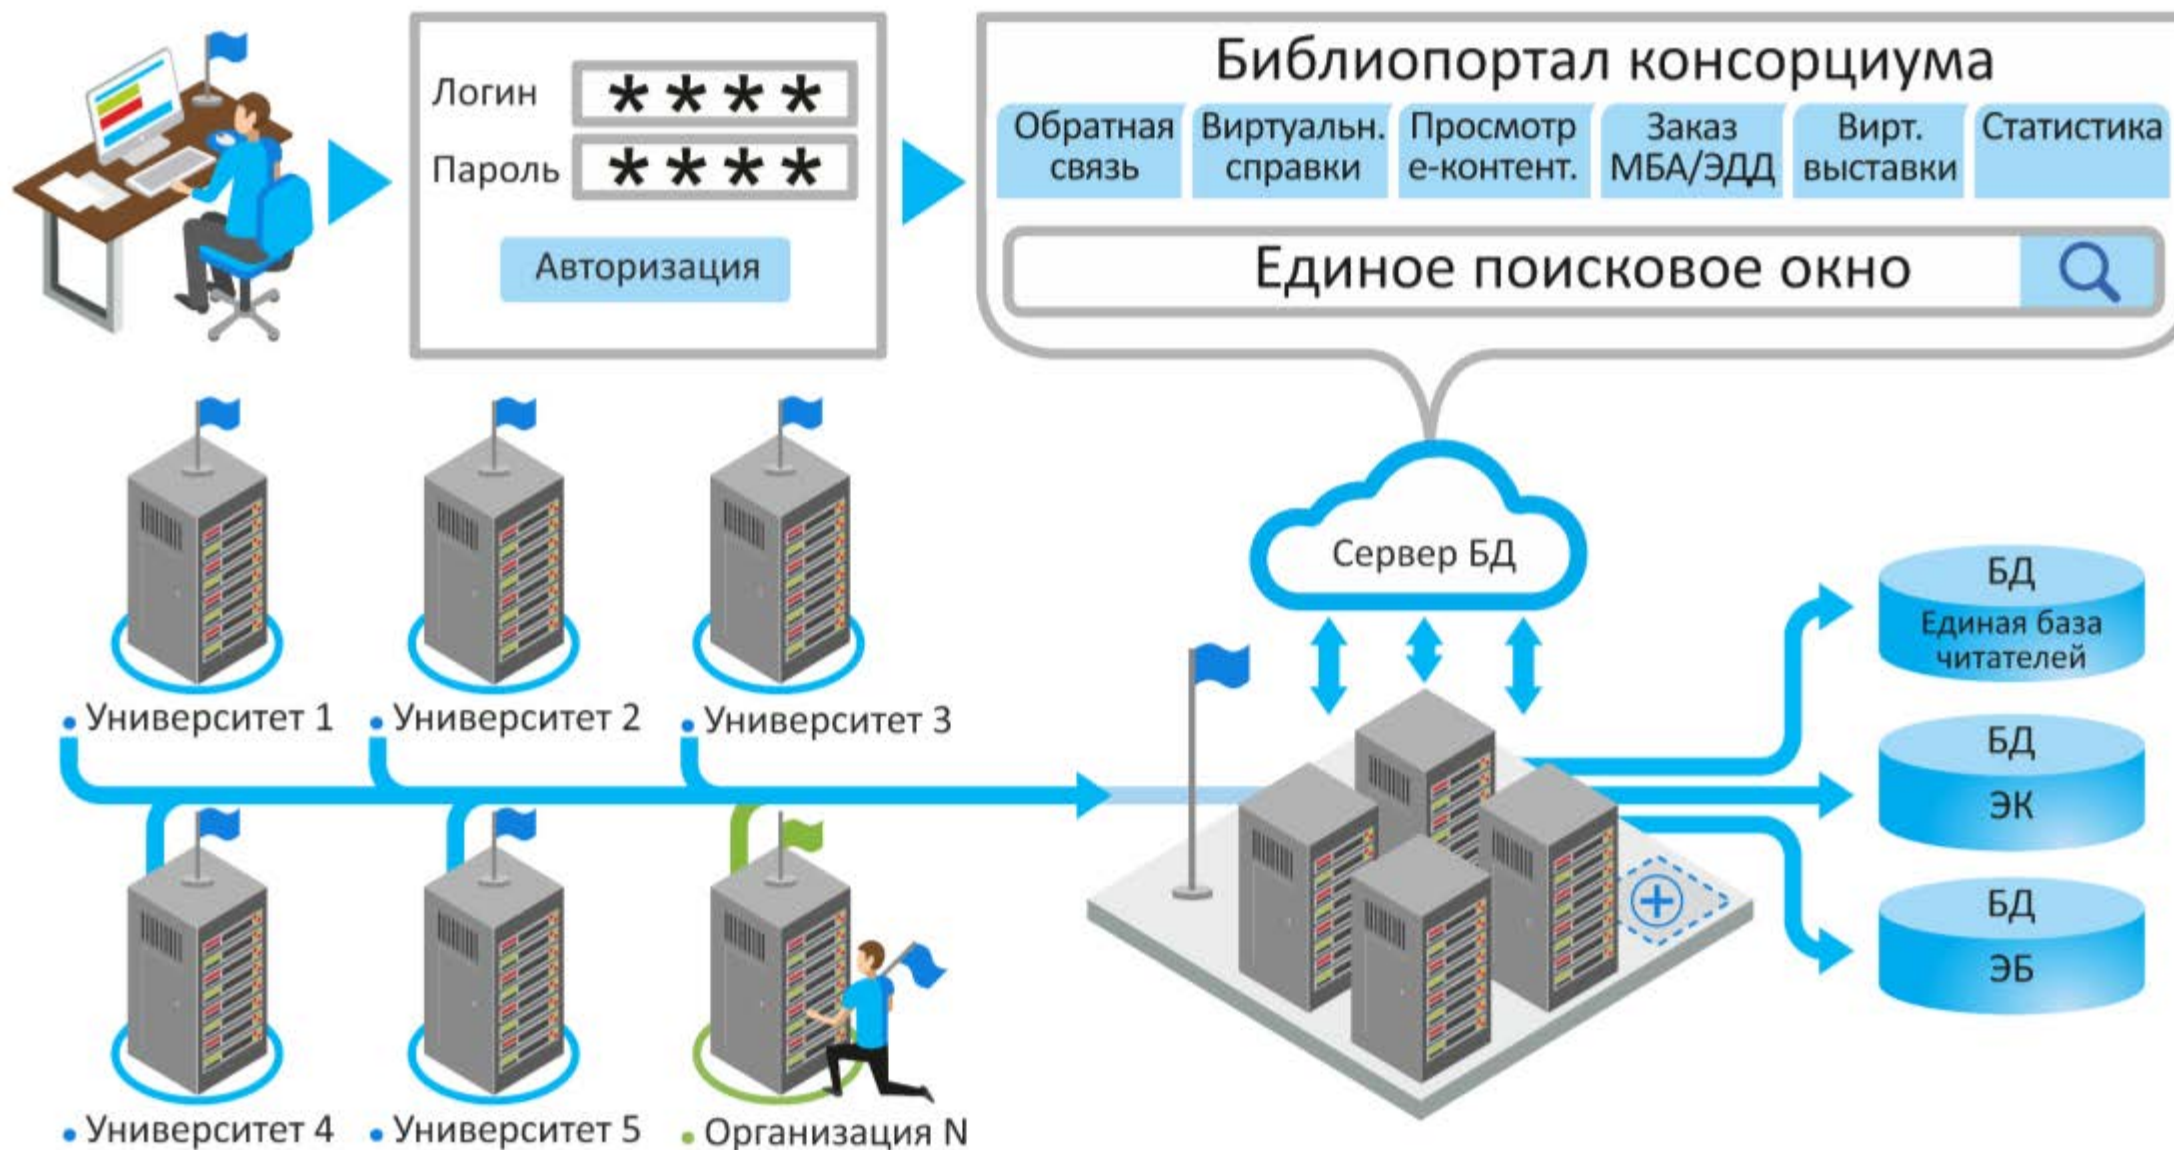 Логин
****
Пароль
****
Авторизация
Библиопортал консорциума
Обратная
связь
Виртуальн.
справки
Просмотр
е-контент.
Заказ
МБА/ЭДД
Вирт.
выставки
Статистика
Единое поисковое окно
Сервер БД
• Университет 1
• Университет 2
• Университет 3
• Университет 4
• Университет 5
• Организация N
БД
Единая база
читателей
БД
ЭК
БД
ЭБ